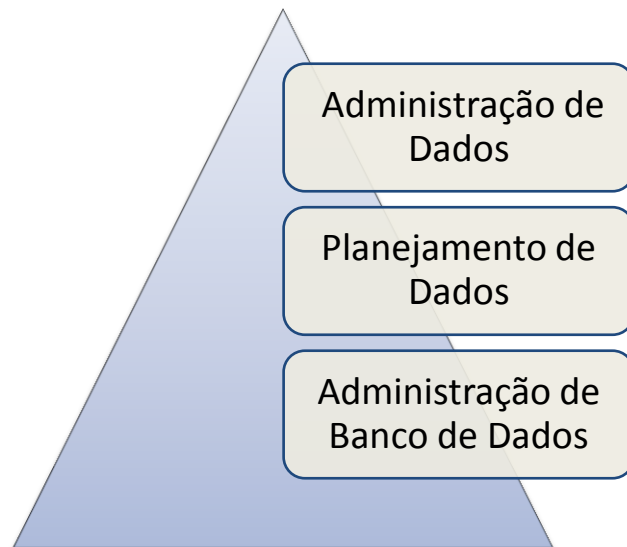 Administração de
Dados
Planejamento de
Dados
Administração de
Banco de Dados